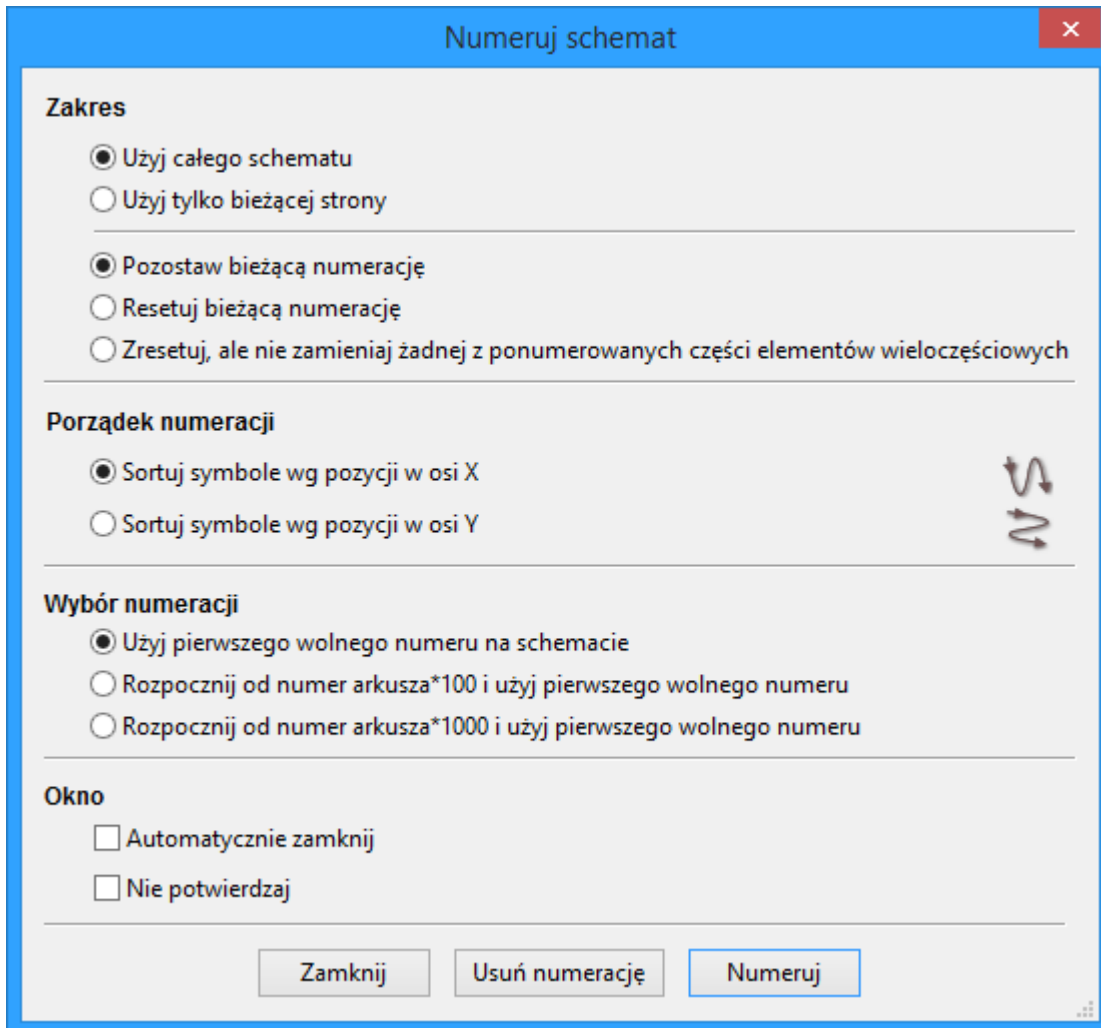 Numeruj schemat
Zakres
Użyj całego schematu
Użyj tylko bieżącej strony
Pozostaw bieżącą numerację
Resetuj bieżącą numerację
Zresetuj, ale nie zamieniaj żadnej z ponumerowanych części elementów wieloczęściowych
Porządek numeracji
Sortuj symbole wg pozycji w osi X
Sortuj symbole wg pozycji w osi Y
Wybór numeracji
Użyj pierwszego wolnego numeru na schemacie
Rozpocznij od numer arkusza*100 i użyj pierwszego wolnego numeru
Rozpocznij od numer arkusza*1000 i użyj pierwszego wolnego numeru
Okno
Automatycznie zamknij
Nie potwierdzaj
Zamknij Usuń numerację Numeruj